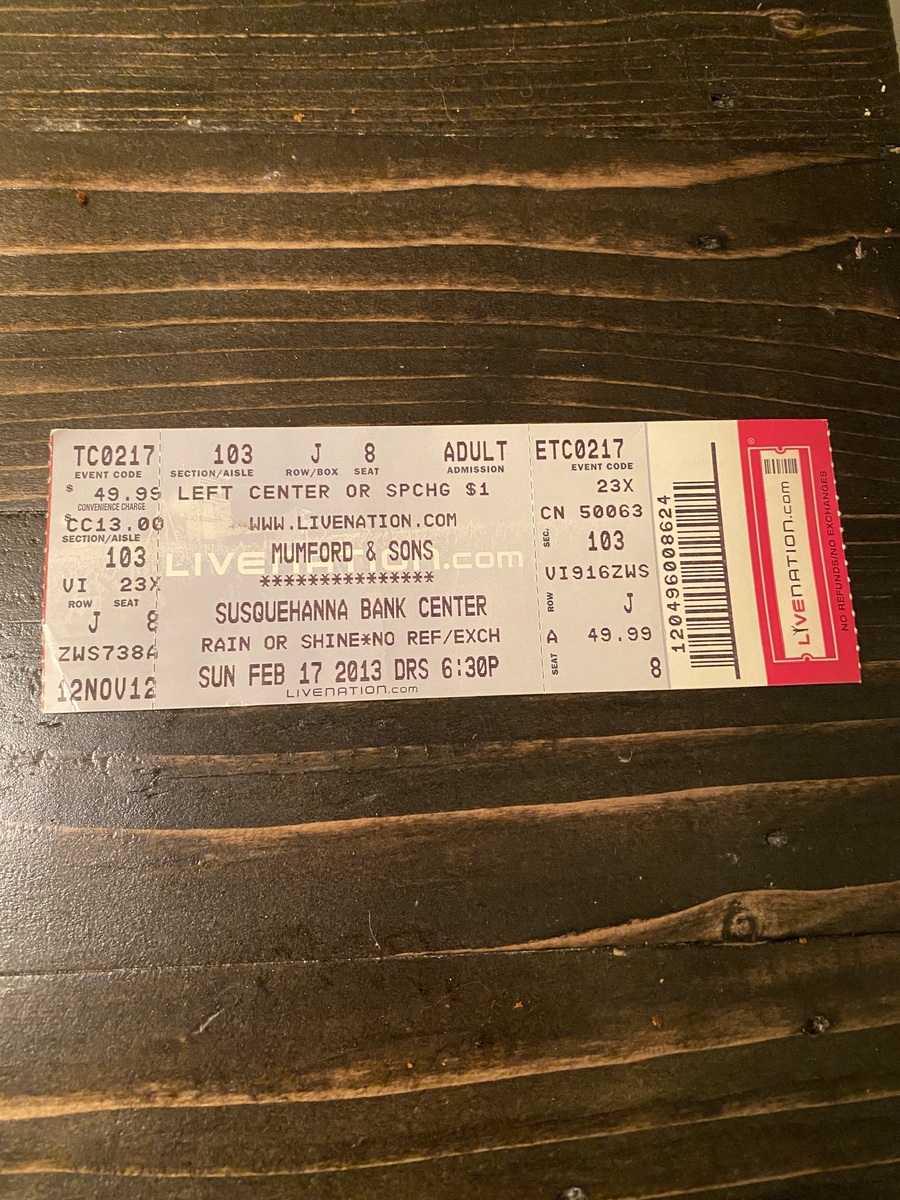 TC0217
EVENT CODE
$ 49.99
CONVENIENCE CHARGE
$ CC13.00
SECTION/AISLE
103
VI 23X
ROW SEAT
J 8
ZWS738A
12NOV12
103 J 8 ADULT
SECTION/AISLE ROW/BOX SEAT ADMISSION
LEFT CENTER OR SPCHG $1
WWW.LIVENATION.COM
MUMFORD & SONS
LIVENATION.com
***************
SUSQUEHANNA BANK CENTER
RAIN OR SHINE*NO REF/EXCH
SUN FEB 17 2013 DRS 6:30P
LIVENATION.com
ETC0217
EVENT CODE
23X
CN 50063
SEC. 103
VI916ZWS
ROW J
A 49.99
SEAT 8
120496008624
LIVENATION.com
®
NO REFUNDS/NO EXCHANGES